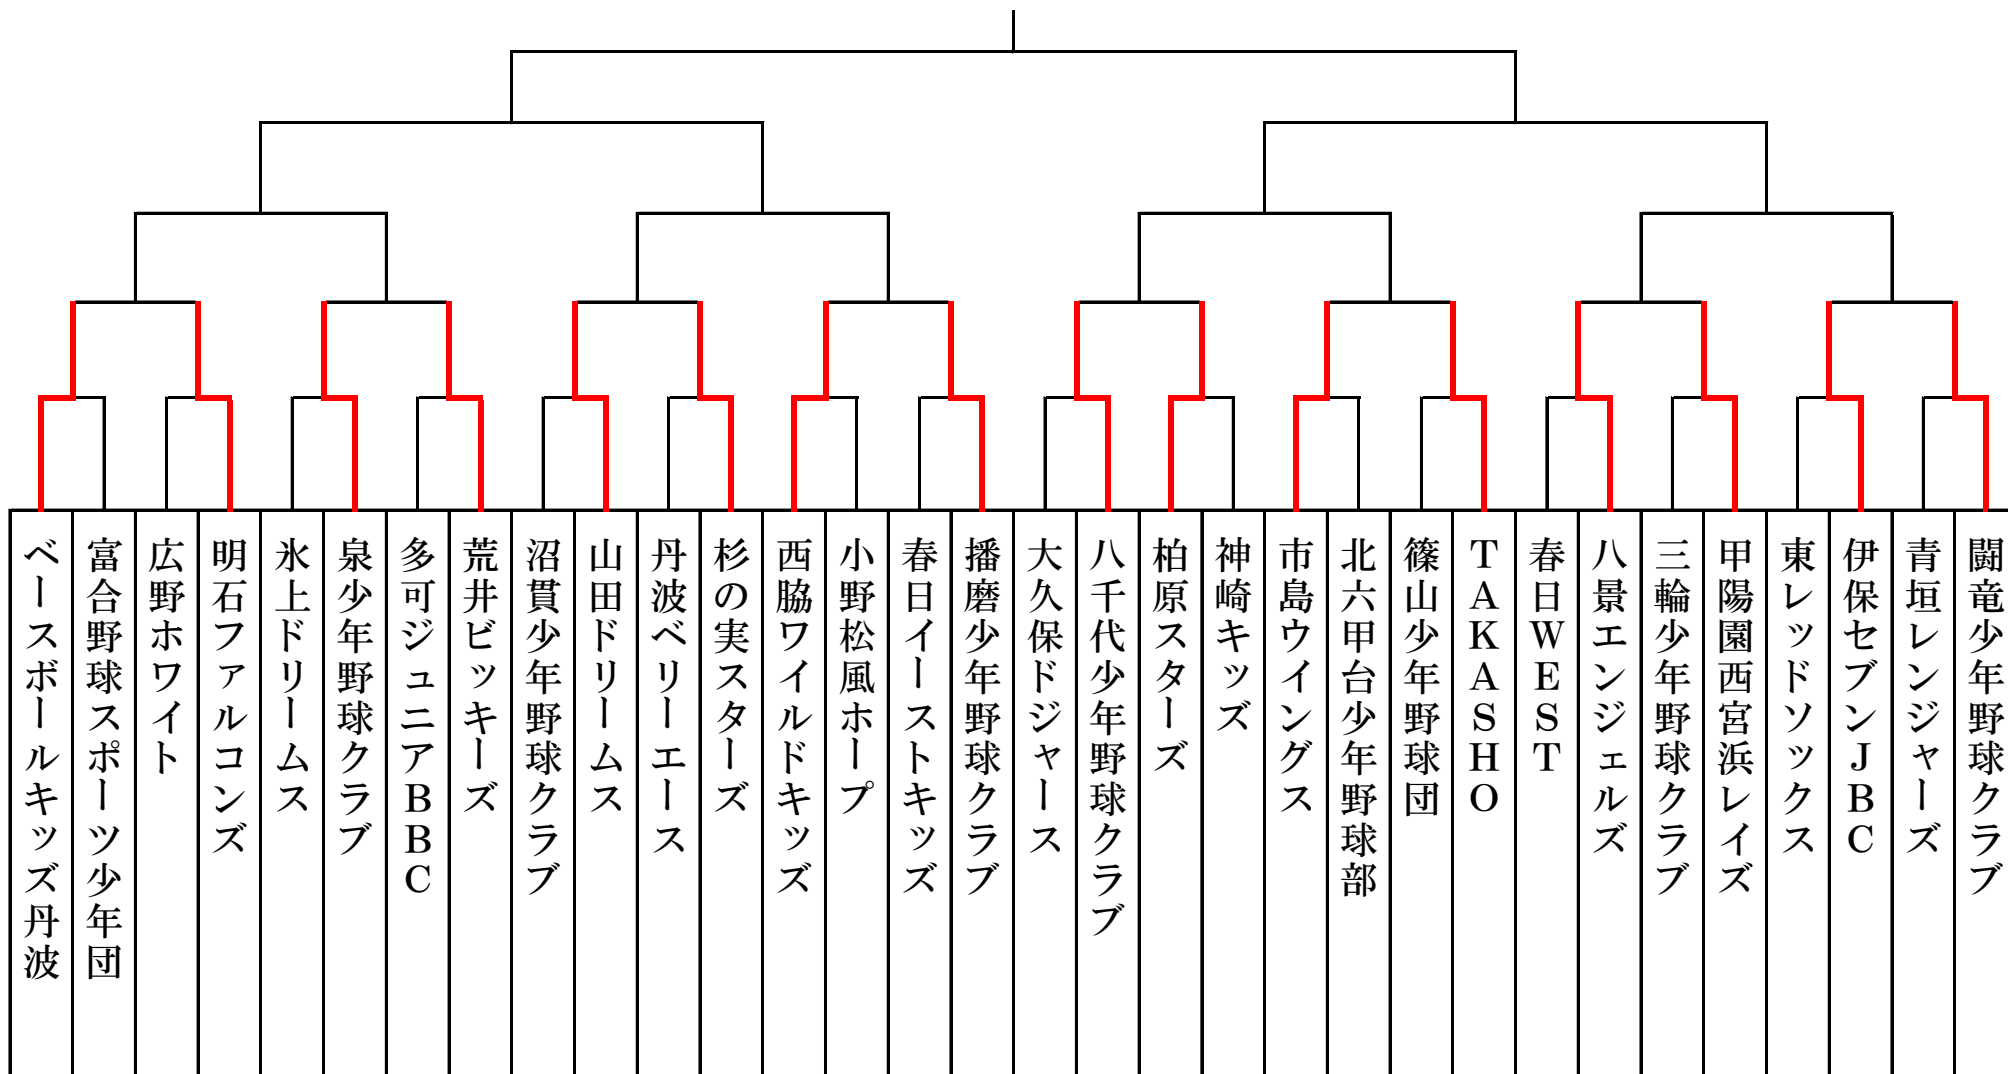 ベースボールキッズ丹波
富合野球スポーツ少年団
広野ホワイト
明石ファルコンズ
氷上ドリームス
泉少年野球クラブ
多可ジュニアBBC
荒井ビッキーズ
沼貫少年野球クラブ
山田ドリームス
丹波ベリーエース
杉の実スターズ
西脇ワイルドキッズ
小野松風ホープ
春日イーストキッズ
播磨少年野球クラブ
大久保ドジャース
八千代少年野球クラブ
柏原スターズ
神崎キッズ
市島ウイングス
北六甲台少年野球部
篠山少年野球団
TAKASHO
春日WEST
八景エンジェルズ
三輪少年野球クラブ
甲陽園西宮浜レイズ
東レッドソックス
伊保セブンJBC
青垣レンジャーズ
闘竜少年野球クラブ